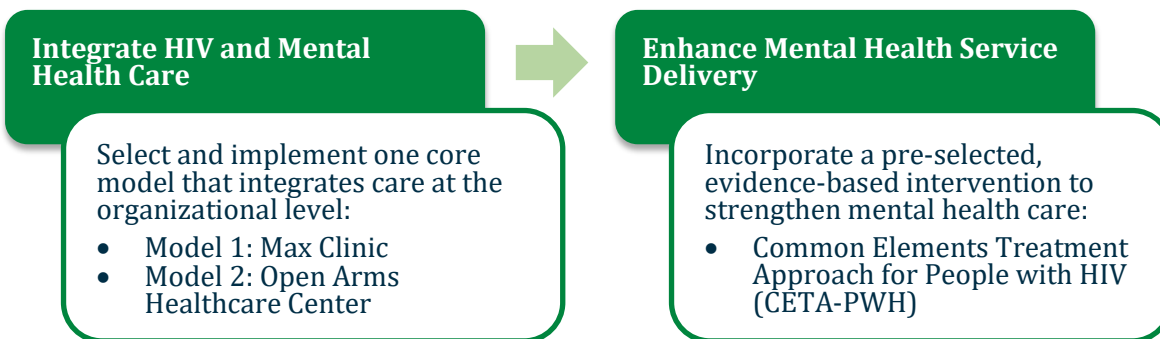 Integrate HIV and Mental
Health Care
Select and implement one core
model that integrates care at the
organizational level:
• Model 1: Max Clinic
• Model 2: Open Arms
Healthcare Center
Enhance Mental Health Service
Delivery
Incorporate a pre-selected,
evidence-based intervention to
strengthen mental health care:
• Common Elements Treatment
Approach for People with HIV
(CETA-PWH)